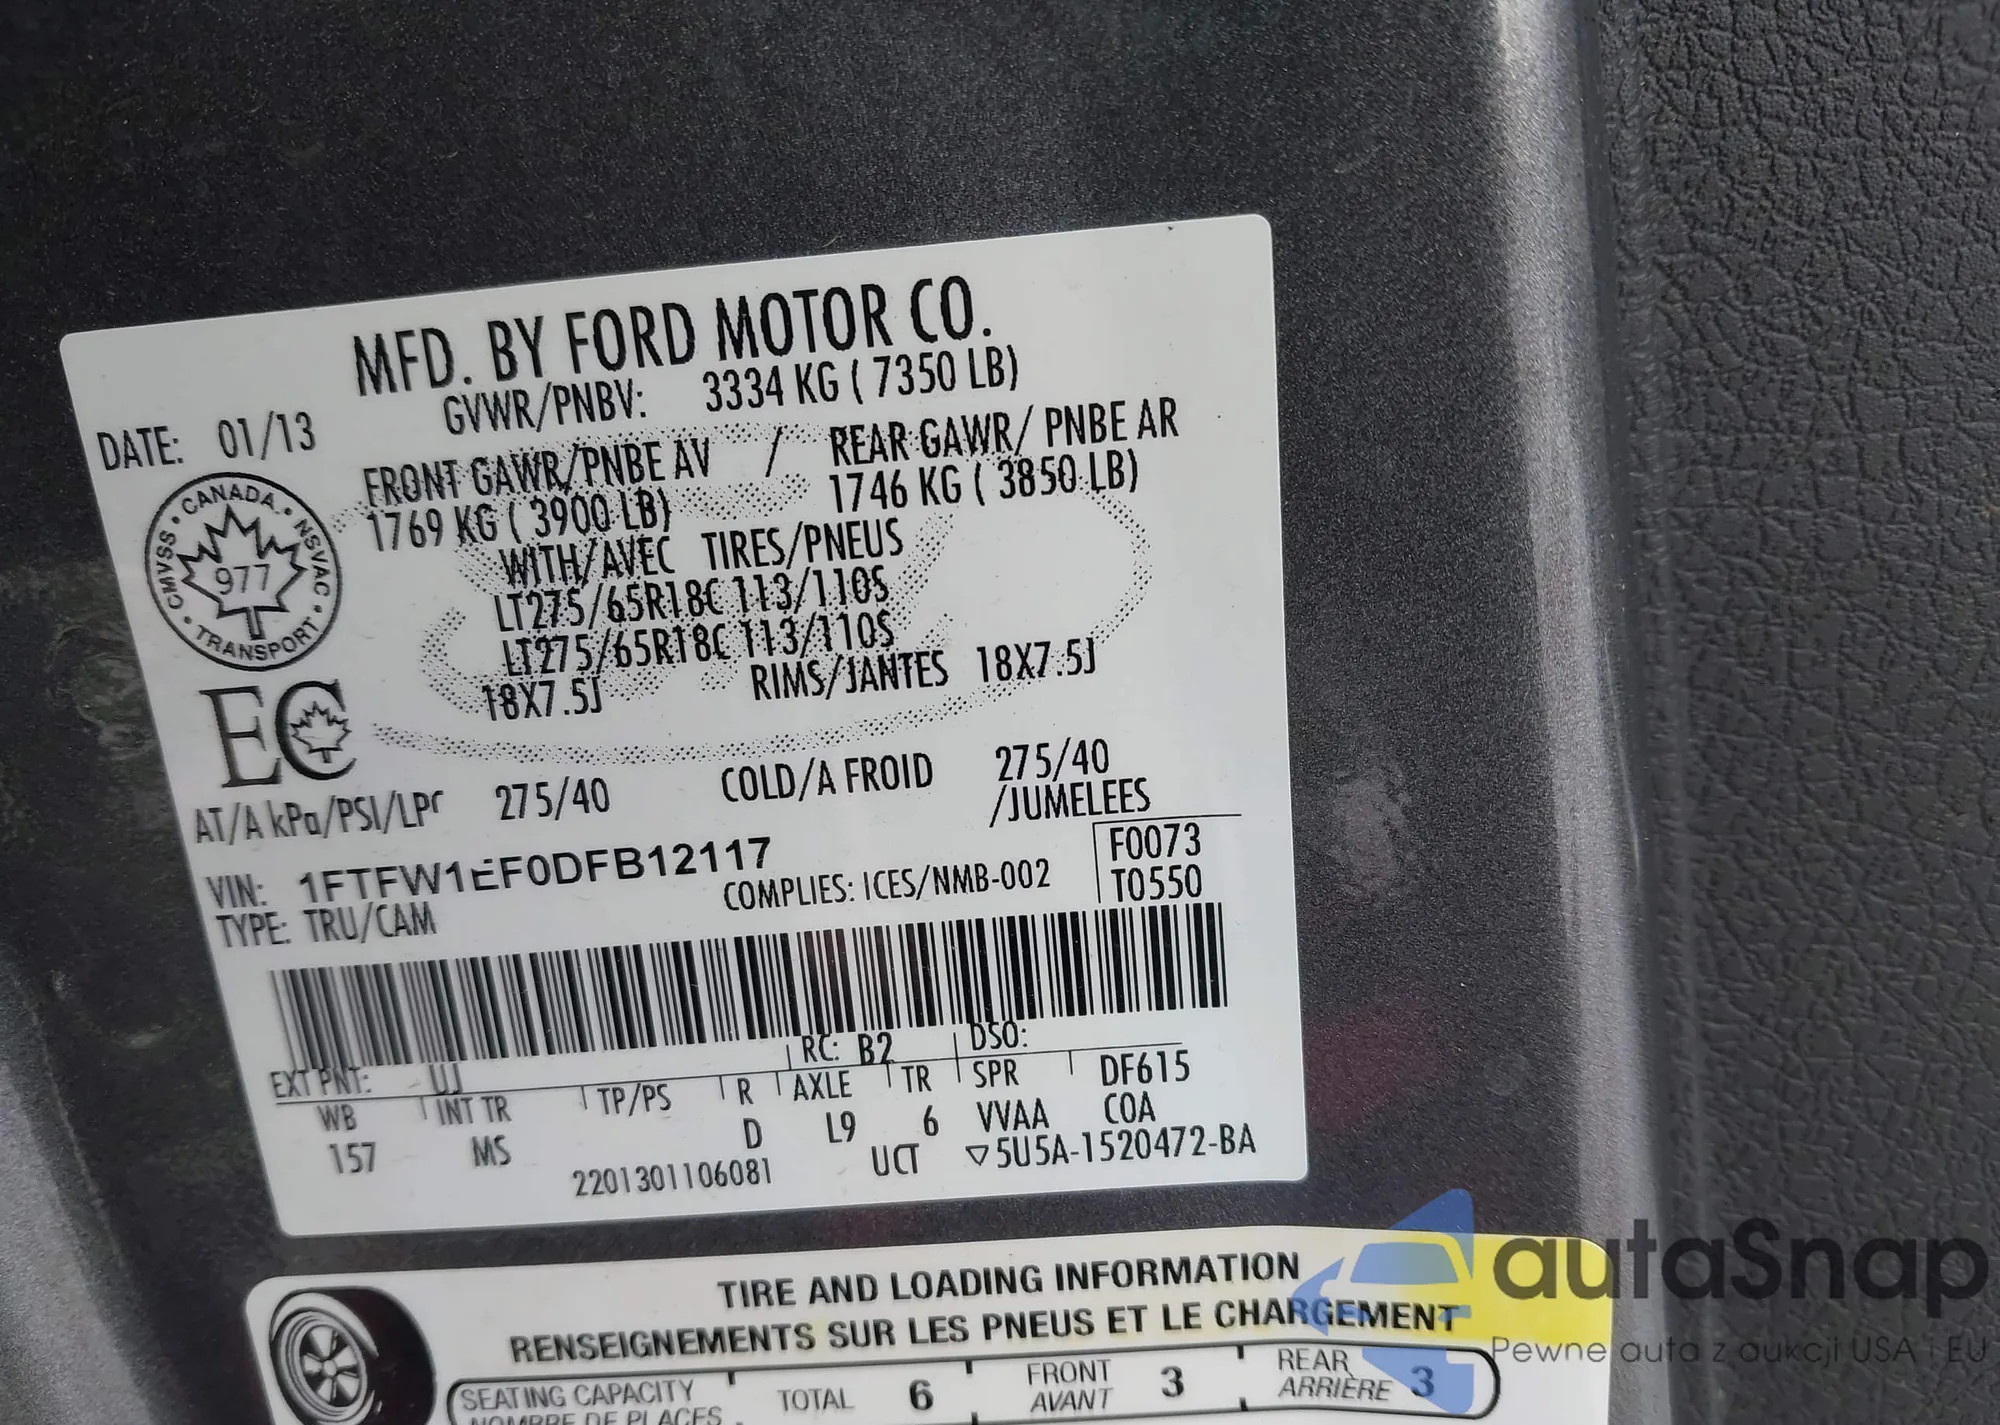 MFD. BY FORD MOTOR CO.
DATE: 01/13
GVWR/PNBV: 3334 KG ( 7350 LB)
FRONT GAWR/PNBE AV / REAR GAWR/ PNBE AR
1769 KG ( 3900 LB) 1746 KG ( 3850 LB)
WITH/AVEC TIRES/PNEUS
LT275/65R18C 113/110S
LT275/65R18C 113/110S
18X7.5J RIMS/JANTES 18X7.5J
CANADA • NSVAC • TRANSPORT • CMVSS •
977
EC
AT/A kPa/PSI/LPC 275/40 COLD/A FROID 275/40
/JUMELEES
VIN: 1FTFW1EF0DFB12117
F0073
TYPE: TRU/CAM COMPLIES: ICES/NMB-002 T0550
EXT PNT: UJ RC: B2 DSO:
WB INT TR TP/PS R AXLE TR SPR DF615
157 MS D L9 6 VVAA COA
2201301106081 UCT ▽5U5A-1520472-BA
TIRE AND LOADING INFORMATION
RENSEIGNEMENTS SUR LES PNEUS ET LE CHARGEMENT
SEATING CAPACITY TOTAL 6 FRONT 3 REAR 3
NOMBRE DE PLACES AVANT ARRIÈRE
autaSnap
Pewne auta z aukcji USA i EU